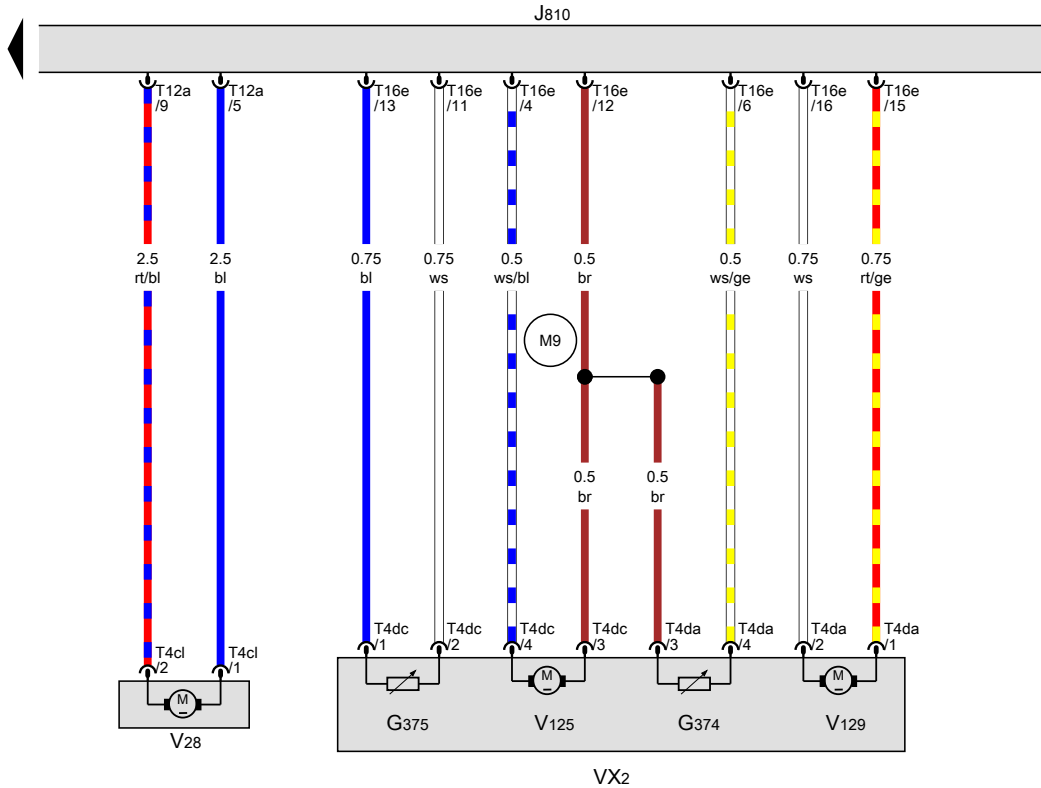 J810
T12a
/9
T12a
/5
T16e
/13
T16e
/11
T16e
/4
T16e
/12
T16e
/6
T16e
/16
T16e
/15
2.5
rt/bl
2.5
bl
0.75
bl
0.75
ws
0.5
ws/bl
0.5
br
0.5
ws/ge
0.75
ws
0.75
rt/ge
M9
0.5
br
0.5
br
T4cl
/2
T4cl
/1
T4dc
/1
T4dc
/2
T4dc
/4
T4dc
/3
T4da
/3
T4da
/4
T4da
/2
T4da
/1
M
M
M
V28
G375
V125
G374
V129
VX2